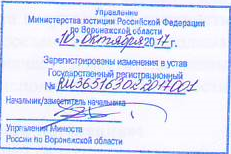 Управление
Министерства юстиции Российской Федерации
по Воронежской области
«10» октября 2017 г.
Зарегистрированы изменения в устав
Государственный регистрационный
№ RU365163022017001
Начальник/заместитель начальника
Управления Минюста
России по Воронежской области